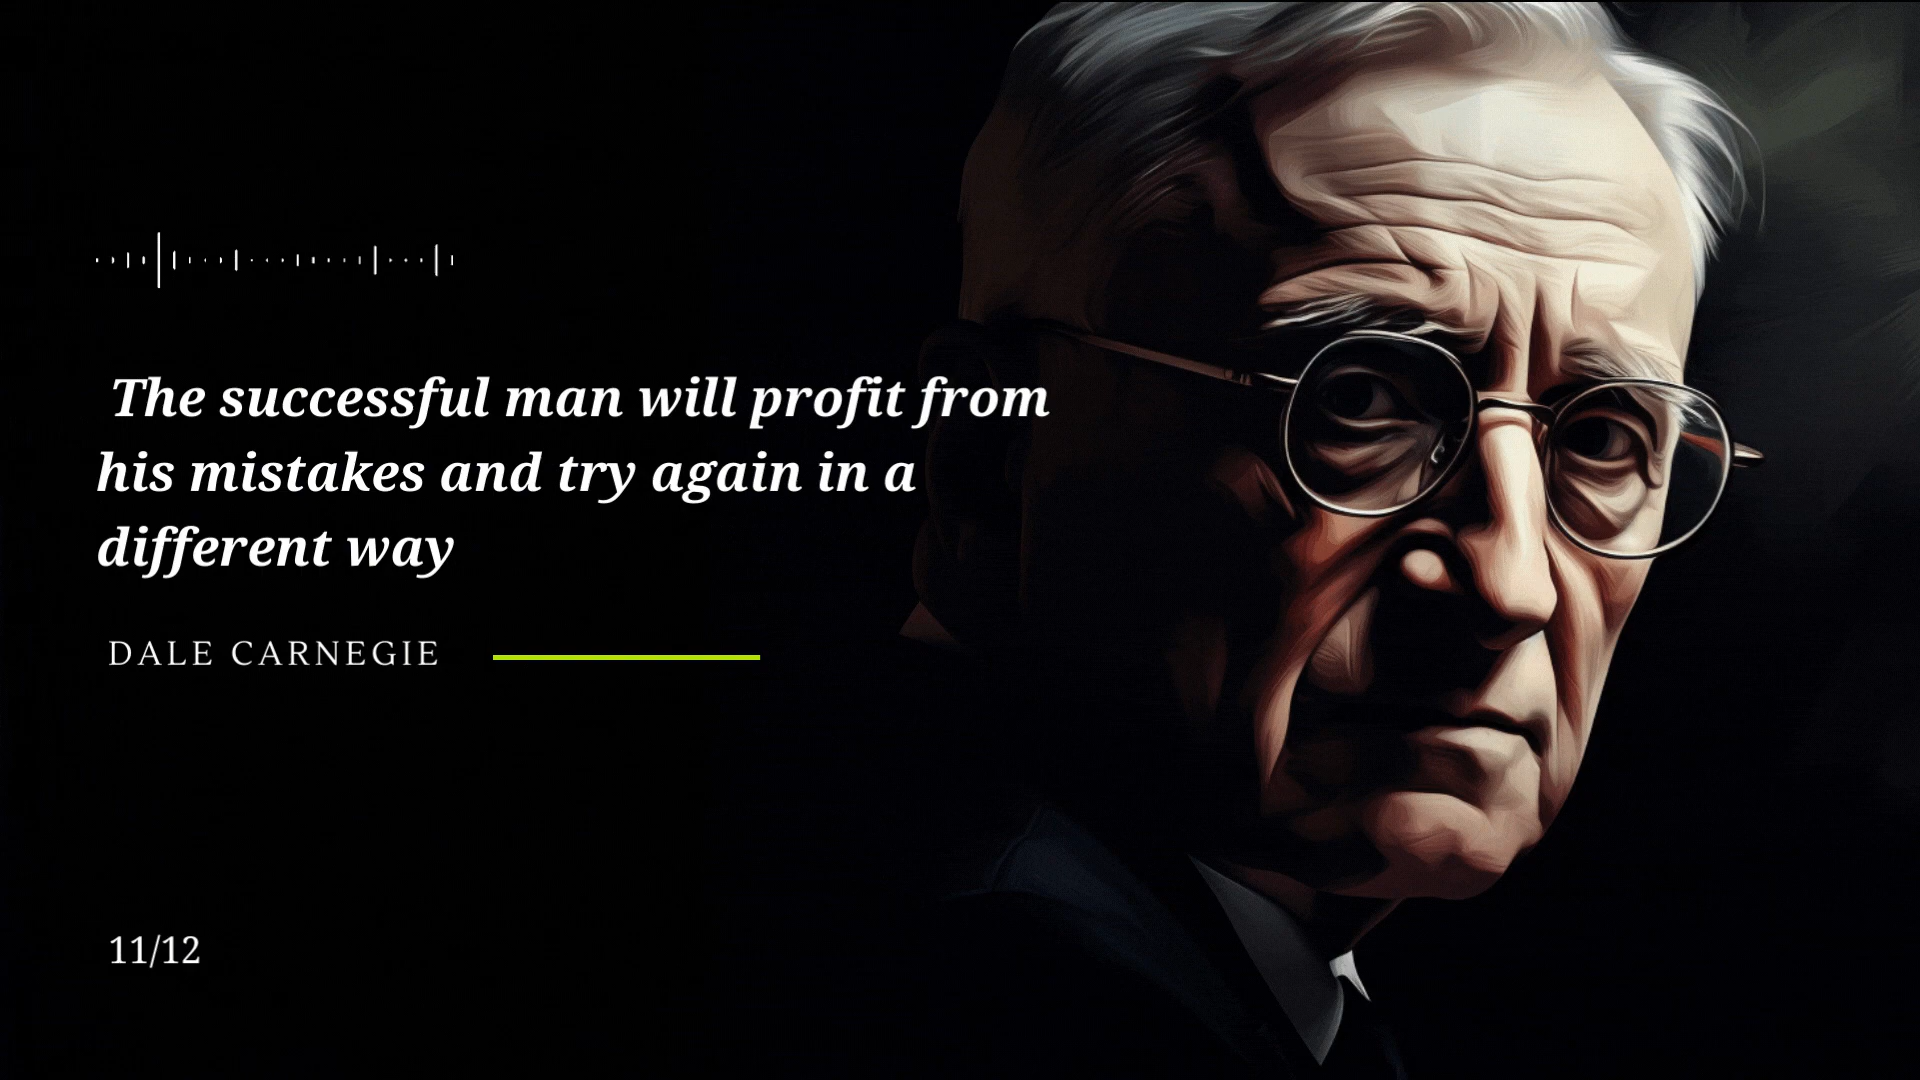 The successful man will profit from
his mistakes and try again in a
different way
DALE CARNEGIE
11/12